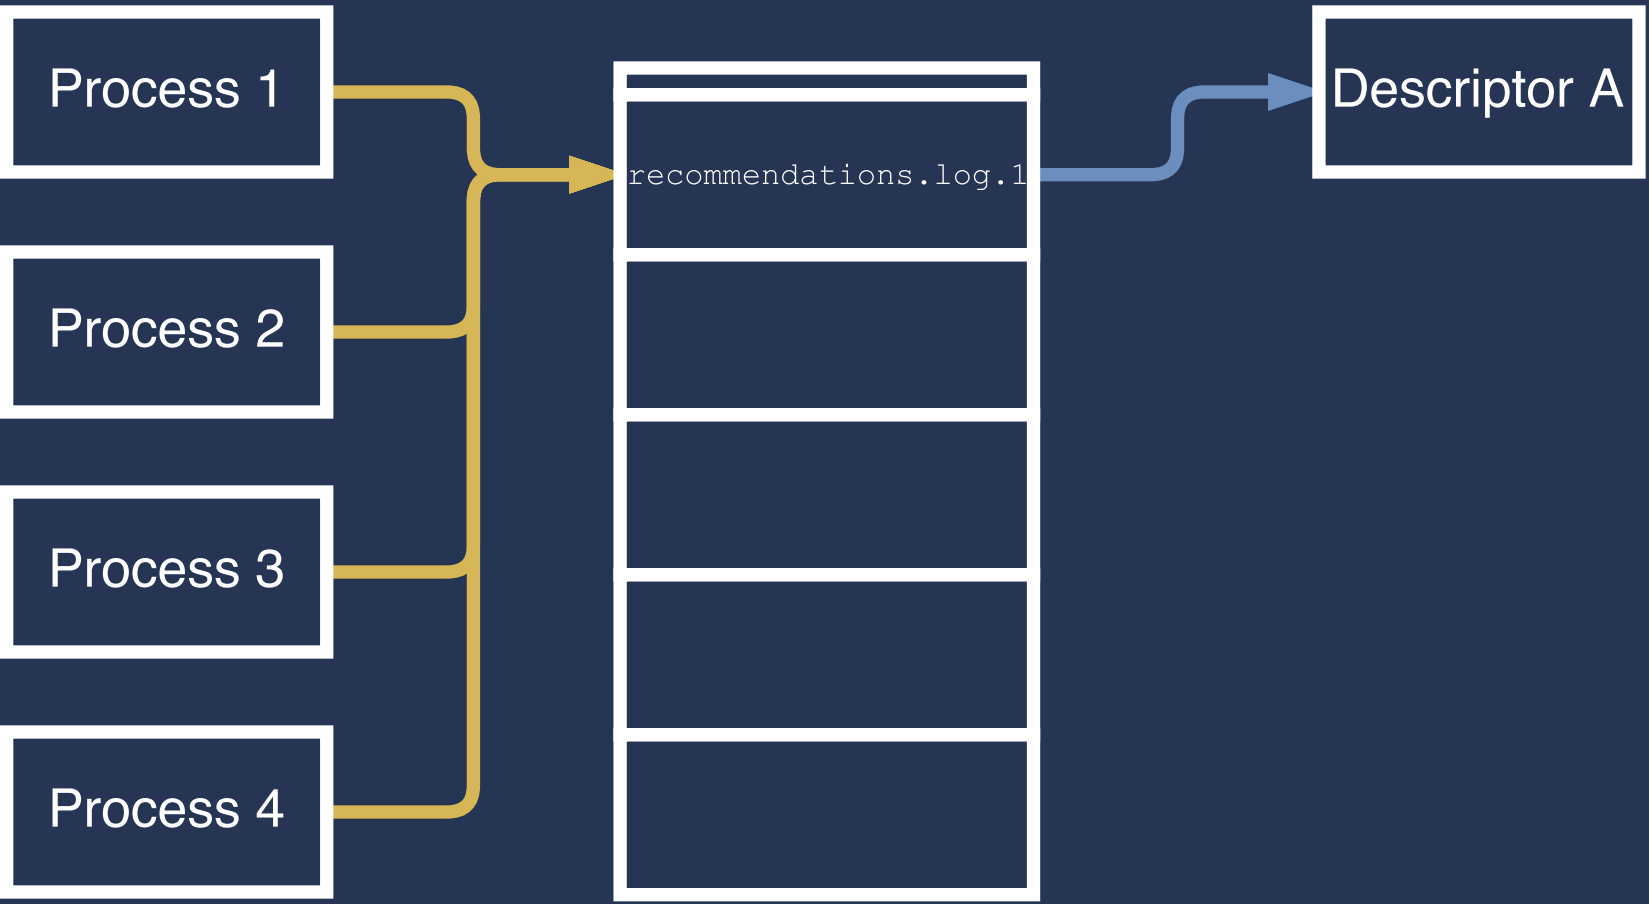 Process 1
Descriptor A
recommendations.log.1
Process 2
Process 3
Process 4